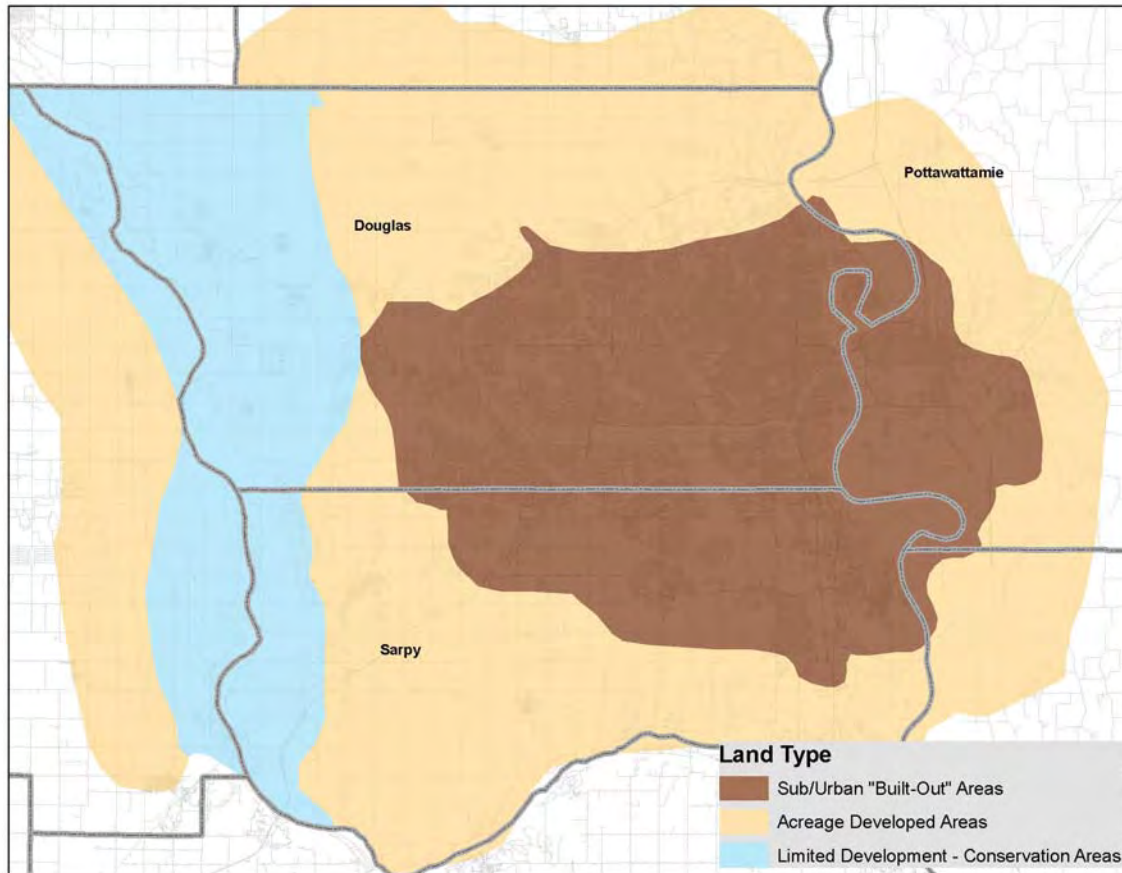 Pottawattamie
Douglas
Sarpy
Land Type
Sub/Urban "Built-Out" Areas
Acreage Developed Areas
Limited Development - Conservation Areas